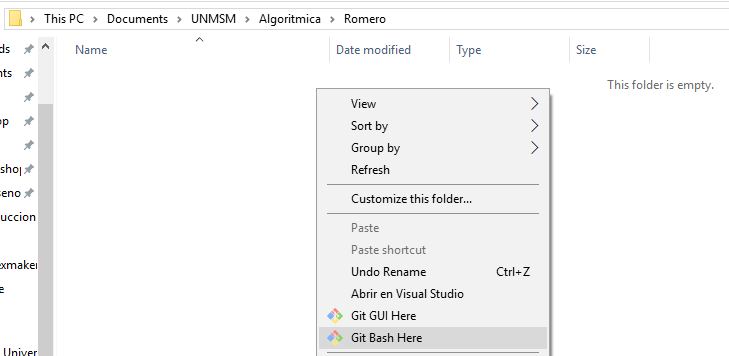 This PC > Documents > UNMSM > Algoritmica > Romero
Name Date modified Type Size
ds
nts
This folder is empty.
View
op
Sort by
Group by
shop
Refresh
seno
Customize this folder...
uccion
Paste
Paste shortcut
exmaker
Undo Rename Ctrl+Z
e
Abrir en Visual Studio
Git GUI Here
Git Bash Here
Univer